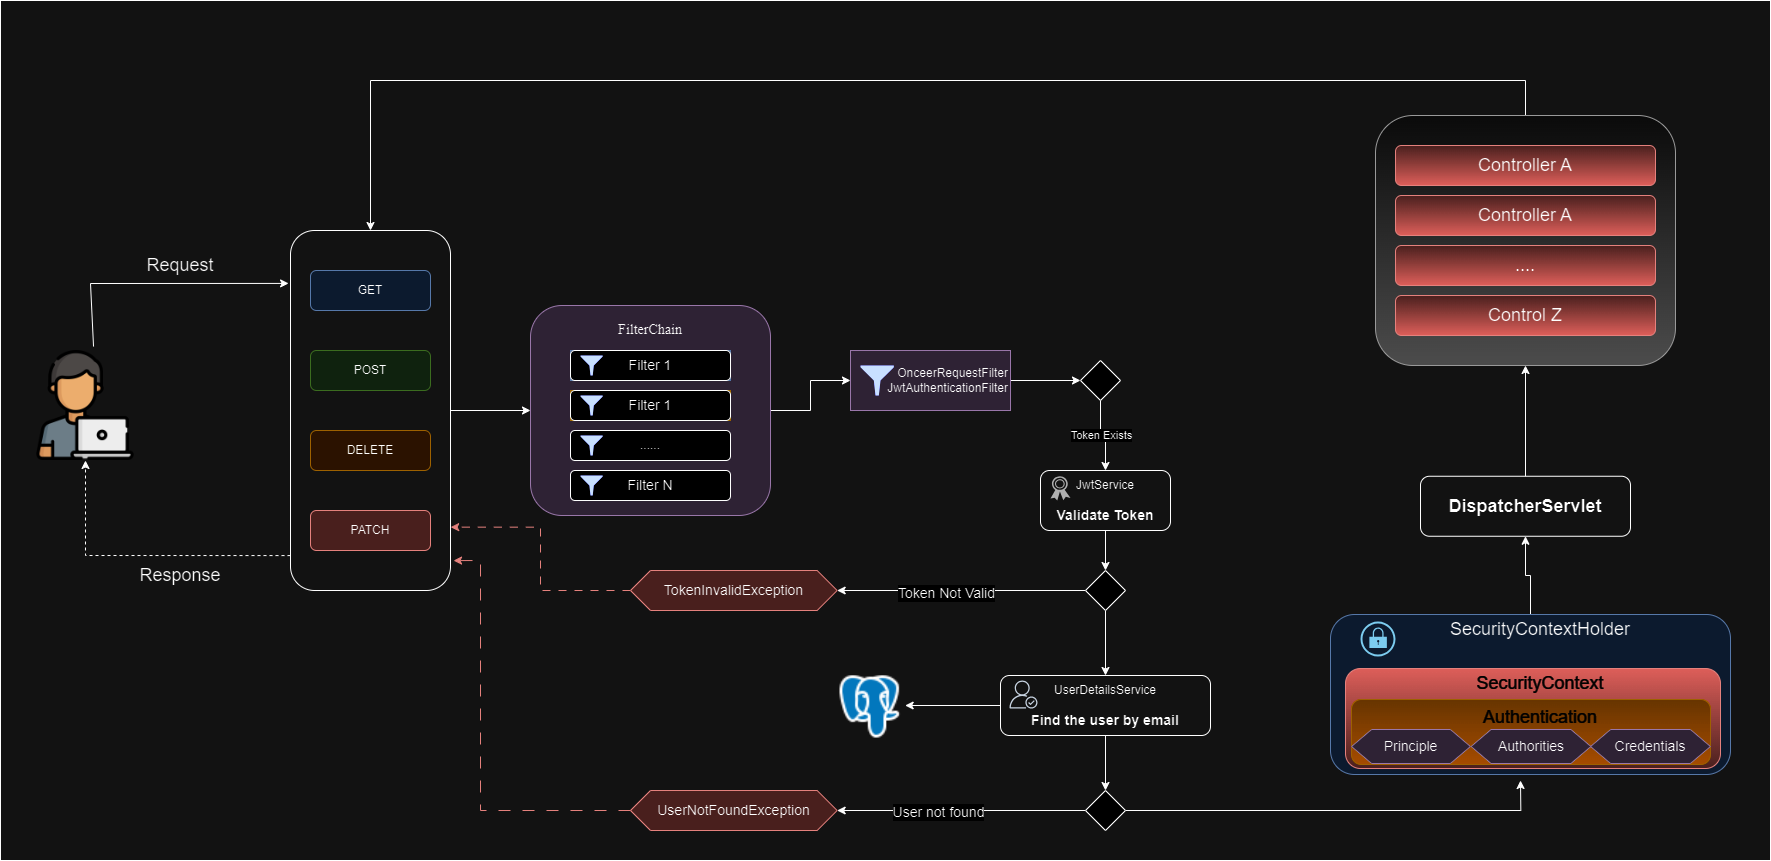 Request
GET
POST
DELETE
PATCH
Response
FilterChain
Filter 1
Filter 1
......
Filter N
OnceerRequestFilter
JwtAuthenticationFilter
Token Exists
JwtService
Validate Token
Token Not Valid
TokenInvalidException
UserDetailsService
Find the user by email
User not found
UserNotFoundException
SecurityContextHolder
SecurityContext
Authentication
Principle
Authorities
Credentials
DispatcherServlet
Controller A
Controller A
....
Control Z